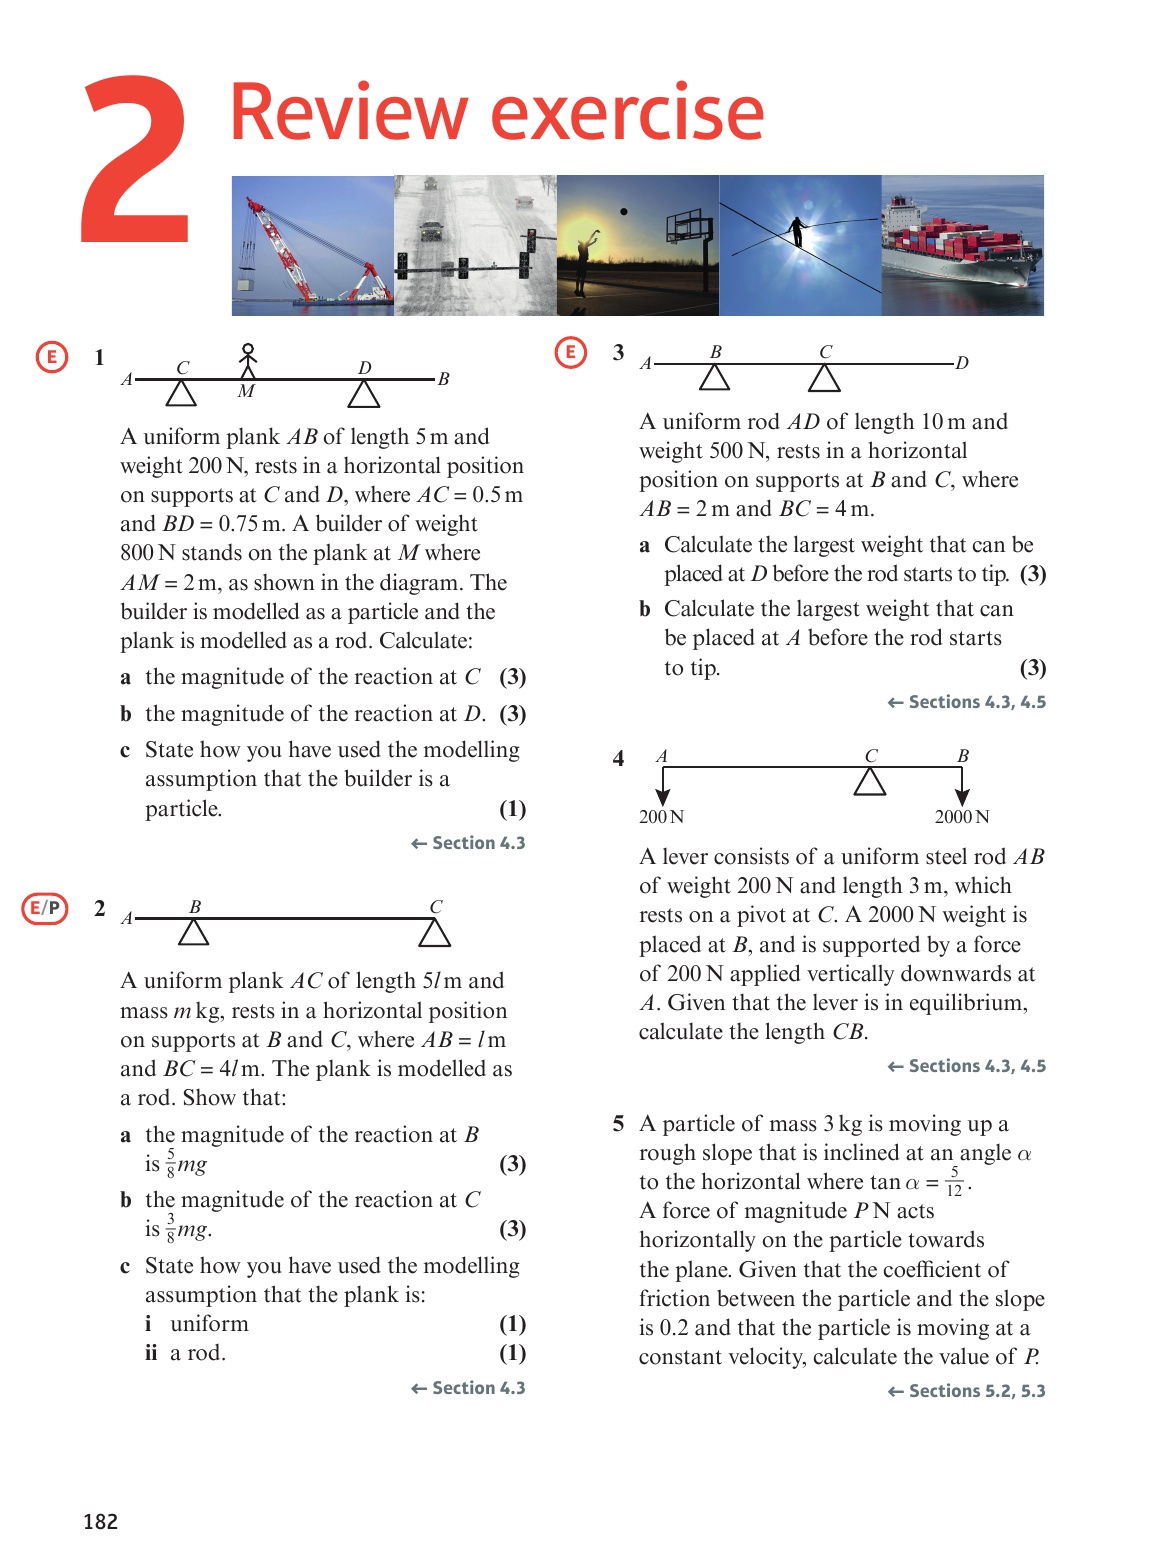 2 Review exercise
E 1
A C M D B
A uniform plank AB of length 5 m and
weight 200 N, rests in a horizontal position
on supports at C and D, where AC = 0.5 m
and BD = 0.75 m. A builder of weight
800 N stands on the plank at M where
AM = 2 m, as shown in the diagram. The
builder is modelled as a particle and the
plank is modelled as a rod. Calculate:
a the magnitude of the reaction at C (3)
b the magnitude of the reaction at D. (3)
c State how you have used the modelling
assumption that the builder is a
particle. (1)
← Section 4.3
E/P 2
A B C
A uniform plank AC of length 5l m and
mass m kg, rests in a horizontal position
on supports at B and C, where AB = l m
and BC = 4l m. The plank is modelled as
a rod. Show that:
a the magnitude of the reaction at B
is 5/8 mg (3)
b the magnitude of the reaction at C
is 3/8 mg. (3)
c State how you have used the modelling
assumption that the plank is:
i uniform (1)
ii a rod. (1)
← Section 4.3
E 3
A B C D
A uniform rod AD of length 10 m and
weight 500 N, rests in a horizontal
position on supports at B and C, where
AB = 2 m and BC = 4 m.
a Calculate the largest weight that can be
placed at D before the rod starts to tip. (3)
b Calculate the largest weight that can
be placed at A before the rod starts
to tip. (3)
← Sections 4.3, 4.5
4
A C B
200 N 2000 N
A lever consists of a uniform steel rod AB
of weight 200 N and length 3 m, which
rests on a pivot at C. A 2000 N weight is
placed at B, and is supported by a force
of 200 N applied vertically downwards at
A. Given that the lever is in equilibrium,
calculate the length CB.
← Sections 4.3, 4.5
5 A particle of mass 3 kg is moving up a
rough slope that is inclined at an angle α
to the horizontal where tan α = 5/12.
A force of magnitude P N acts
horizontally on the particle towards
the plane. Given that the coefficient of
friction between the particle and the slope
is 0.2 and that the particle is moving at a
constant velocity, calculate the value of P.
← Sections 5.2, 5.3
182